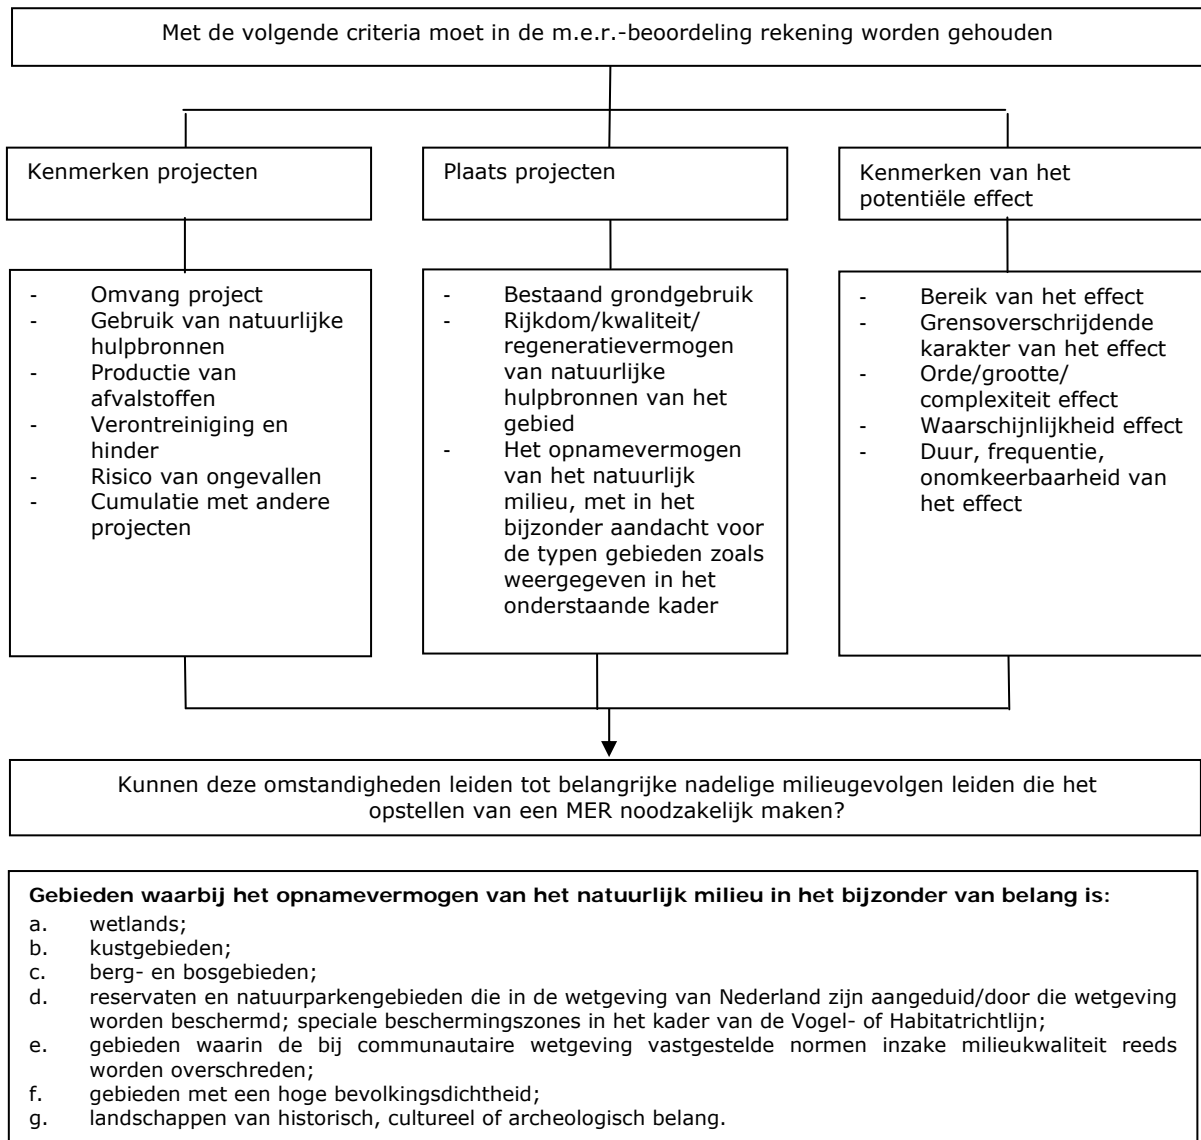 Met de volgende criteria moet in de m.e.r.-beoordeling rekening worden gehouden
Kenmerken projecten
Plaats projecten
Kenmerken van het
potentiële effect
- Omvang project
- Gebruik van natuurlijke
hulpbronnen
- Productie van
afvalstoffen
- Verontreiniging en
hinder
- Risico van ongevallen
- Cumulatie met andere
projecten
- Bestaand grondgebruik
- Rijkdom/kwaliteit/
regeneratievermogen
van natuurlijke
hulpbronnen van het
gebied
- Het opnamevermogen
van het natuurlijk
milieu, met in het
bijzonder aandacht voor
de typen gebieden zoals
weergegeven in het
onderstaande kader
- Bereik van het effect
- Grensoverschrijdende
karakter van het effect
- Orde/grootte/
complexiteit effect
- Waarschijnlijkheid effect
- Duur, frequentie,
onomkeerbaarheid van
het effect
Kunnen deze omstandigheden leiden tot belangrijke nadelige milieugevolgen leiden die het
opstellen van een MER noodzakelijk maken?
Gebieden waarbij het opnamevermogen van het natuurlijk milieu in het bijzonder van belang is:
a. wetlands;
b. kustgebieden;
c. berg- en bosgebieden;
d. reservaten en natuurparkengebieden die in de wetgeving van Nederland zijn aangeduid/door die wetgeving
worden beschermd; speciale beschermingszones in het kader van de Vogel- of Habitatrichtlijn;
e. gebieden waarin de bij communautaire wetgeving vastgestelde normen inzake milieukwaliteit reeds
worden overschreden;
f. gebieden met een hoge bevolkingsdichtheid;
g. landschappen van historisch, cultureel of archeologisch belang.